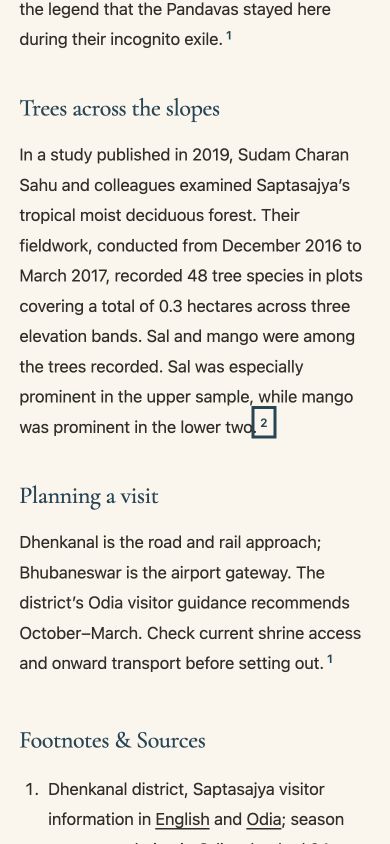 the legend that the Pandavas stayed here
during their incognito exile. 1
Trees across the slopes
In a study published in 2019, Sudam Charan
Sahu and colleagues examined Saptasajya’s
tropical moist deciduous forest. Their
fieldwork, conducted from December 2016 to
March 2017, recorded 48 tree species in plots
covering a total of 0.3 hectares across three
elevation bands. Sal and mango were among
the trees recorded. Sal was especially
prominent in the upper sample, while mango
was prominent in the lower two. 2
Planning a visit
Dhenkanal is the road and rail approach;
Bhubaneswar is the airport gateway. The
district’s Odia visitor guidance recommends
October–March. Check current shrine access
and onward transport before setting out. 1
Footnotes & Sources
1. Dhenkanal district, Saptasajya visitor
information in English and Odia; season